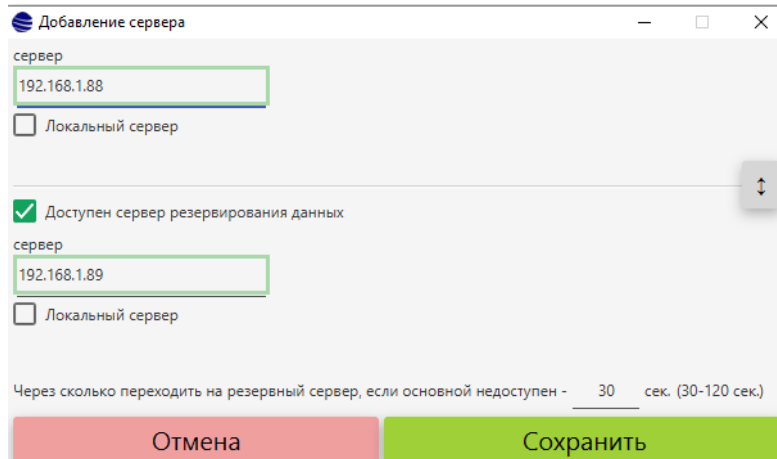 Добавление сервера
сервер
192.168.1.88
Локальный сервер
Доступен сервер резервирования данных
сервер
192.168.1.89
Локальный сервер
Через сколько переходить на резервный сервер, если основной недоступен - 30 сек. (30-120 сек.)
Отмена Сохранить